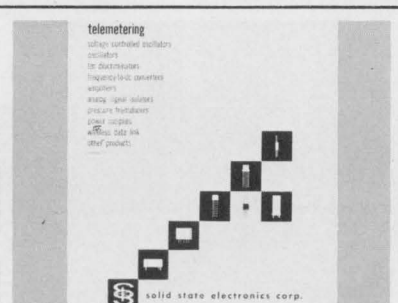 telemetering
voltage controlled oscillators
oscillators
fm discriminators
frequency-to-dc converters
amplifiers
analog signal isolators
pressure transducers
power supplies
wireless data link
other products
solid state electronics corp.